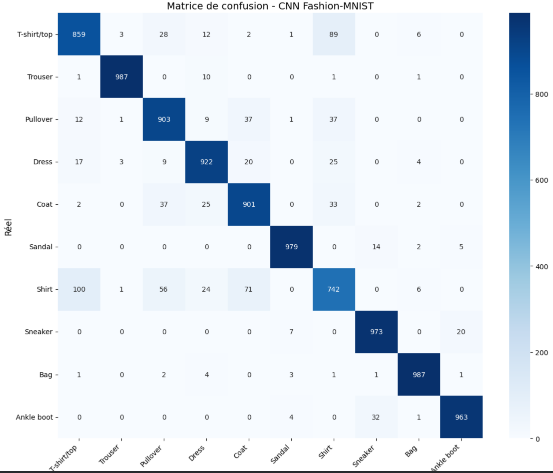 Matrice de confusion - CNN Fashion-MNIST
T-shirt/top 859 3 28 12 2 1 89 0 6 0
Trouser 1 987 0 10 0 0 1 0 1 0
Pullover 12 1 903 9 37 1 37 0 0 0
Dress 17 3 9 922 20 0 25 0 4 0
Coat 2 0 37 25 901 0 33 0 2 0
Sandal 0 0 0 0 0 979 0 14 2 5
Shirt 100 1 56 24 71 0 742 0 6 0
Sneaker 0 0 0 0 0 7 0 973 0 20
Bag 1 0 2 4 0 3 1 1 987 1
Ankle boot 0 0 0 0 0 4 0 32 1 963
Réel
T-shirt/top Trouser Pullover Dress Coat Sandal Shirt Sneaker Bag Ankle boot
800
600
400
200
0